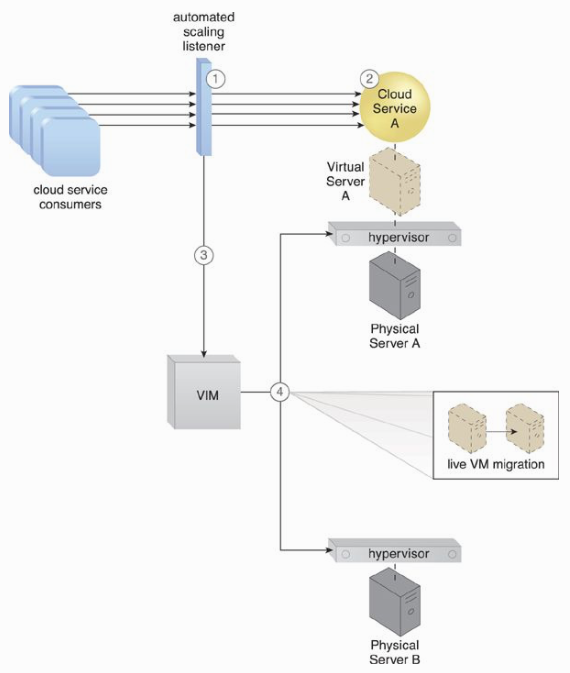 automated
scaling
listener
1
2
Cloud
Service
A
cloud service
consumers
Virtual
Server
A
hypervisor
3
Physical
Server A
VIM
4
live VM migration
hypervisor
Physical
Server B